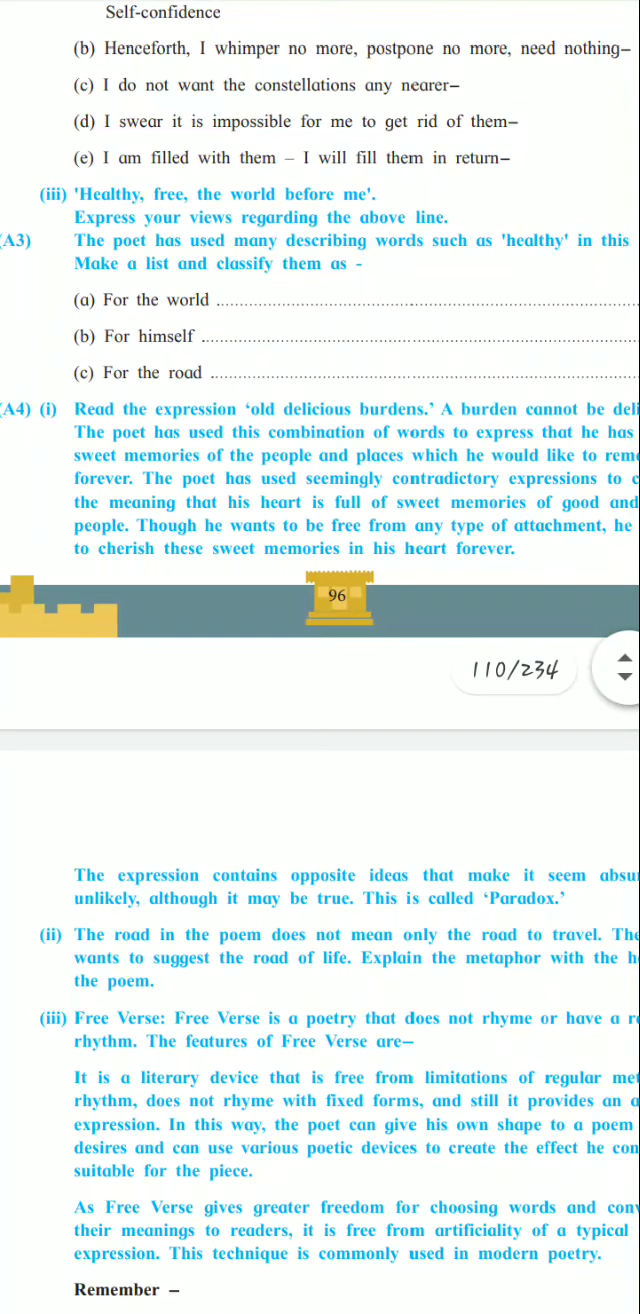 Self-confidence
(b) Henceforth, I whimper no more, postpone no more, need nothing–
(c) I do not want the constellations any nearer–
(d) I swear it is impossible for me to get rid of them–
(e) I am filled with them – I will fill them in return–
(iii) 'Healthy, free, the world before me'.
Express your views regarding the above line.
(A3) The poet has used many describing words such as 'healthy' in this
Make a list and classify them as -
(a) For the world ........................................
(b) For himself ........................................
(c) For the road ........................................
(A4) (i) Read the expression ‘old delicious burdens.’ A burden cannot be deli
The poet has used this combination of words to express that he has
sweet memories of the people and places which he would like to rem
forever. The poet has used seemingly contradictory expressions to c
the meaning that his heart is full of sweet memories of good and
people. Though he wants to be free from any type of attachment, he
to cherish these sweet memories in his heart forever.
96
110/234
The expression contains opposite ideas that make it seem absu
unlikely, although it may be true. This is called ‘Paradox.’
(ii) The road in the poem does not mean only the road to travel. The
wants to suggest the road of life. Explain the metaphor with the h
the poem.
(iii) Free Verse: Free Verse is a poetry that does not rhyme or have a r
rhythm. The features of Free Verse are–
It is a literary device that is free from limitations of regular met
rhythm, does not rhyme with fixed forms, and still it provides an a
expression. In this way, the poet can give his own shape to a poem
desires and can use various poetic devices to create the effect he con
suitable for the piece.
As Free Verse gives greater freedom for choosing words and conv
their meanings to readers, it is free from artificiality of a typical
expression. This technique is commonly used in modern poetry.
Remember –